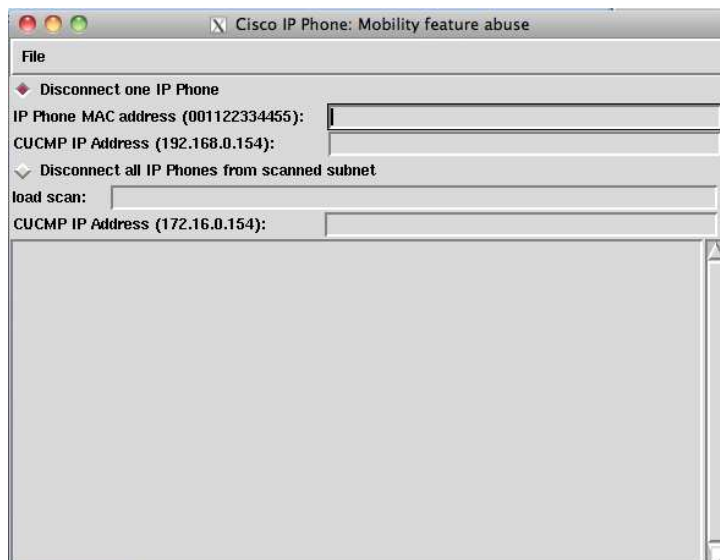 Cisco IP Phone: Mobility feature abuse
File
Disconnect one IP Phone
IP Phone MAC address (001122334455):
CUCMP IP Address (192.168.0.154):
Disconnect all IP Phones from scanned subnet
load scan:
CUCMP IP Address (172.16.0.154):